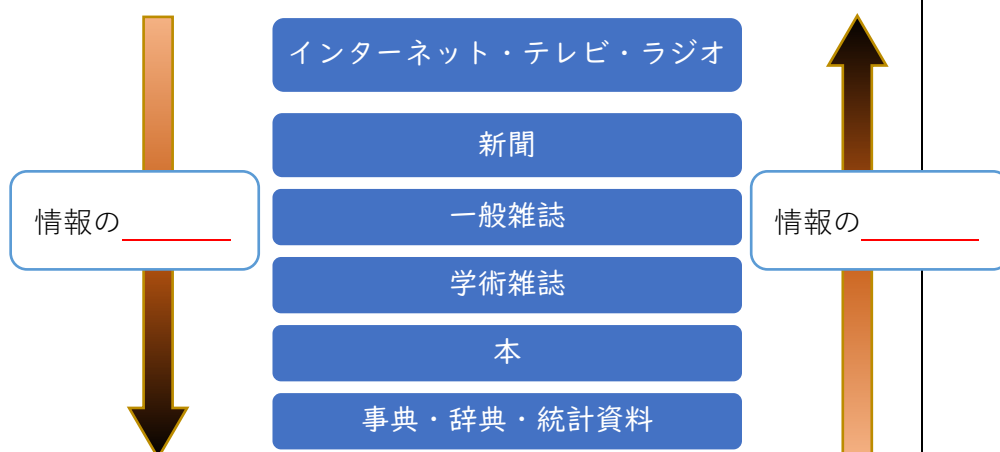 インターネット・テレビ・ラジオ
新聞
一般雑誌
情報の
情報の
学術雑誌
本
事典・辞典・統計資料